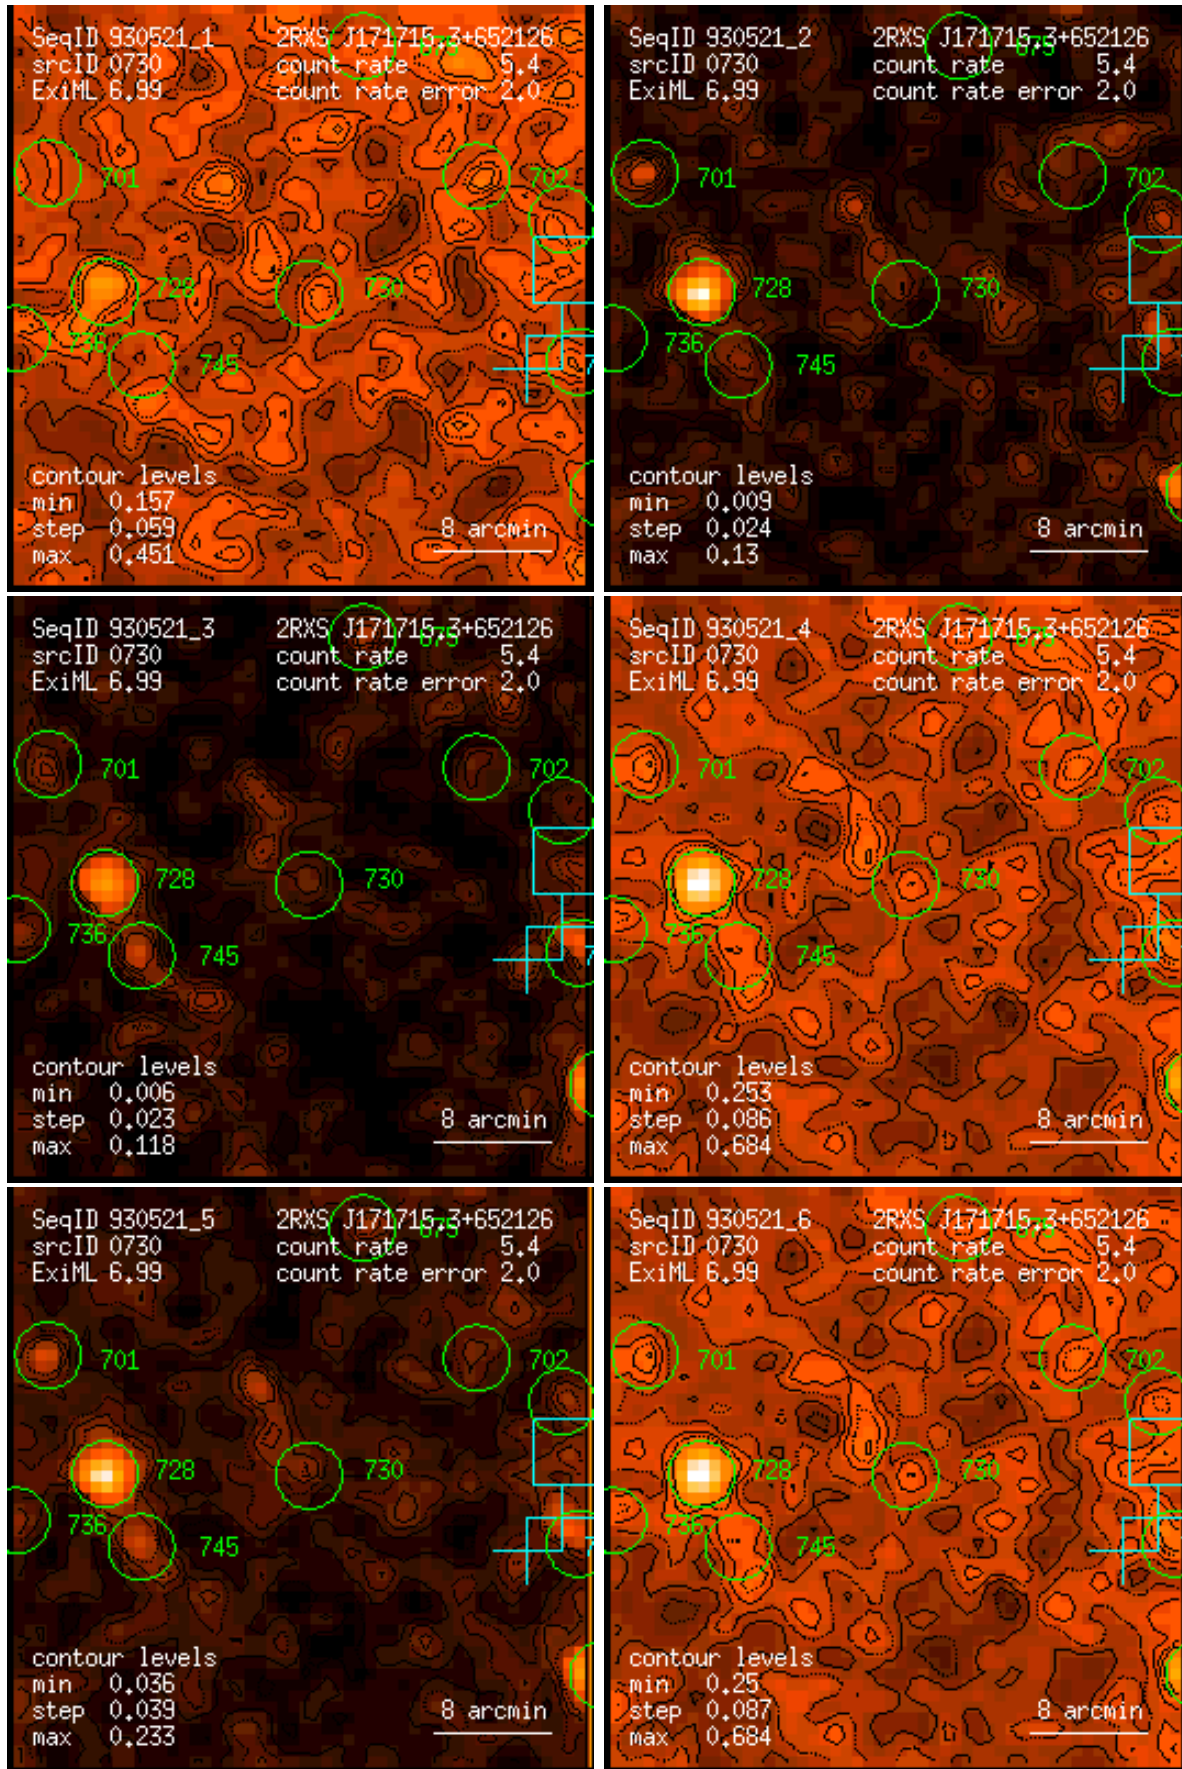 SeqID 930521_1 2RXS J171715.3+652126
srcID 0730 count rate 5.4
ExiML 6.99 count rate error 2.0
675
701
702
728
730
736
745
contour levels
min 0.157
step 0.059
max 0.451
8 arcmin
SeqID 930521_2 2RXS J171715.3+652126
srcID 0730 count rate 5.4
ExiML 6.99 count rate error 2.0
675
701
702
728
730
736
745
contour levels
min 0.009
step 0.024
max 0.13
8 arcmin
SeqID 930521_3 2RXS J171715.3+652126
srcID 0730 count rate 5.4
ExiML 6.99 count rate error 2.0
675
701
702
728
730
736
745
contour levels
min 0.006
step 0.023
max 0.118
8 arcmin
SeqID 930521_4 2RXS J171715.3+652126
srcID 0730 count rate 5.4
ExiML 6.99 count rate error 2.0
675
701
702
728
730
736
745
contour levels
min 0.253
step 0.086
max 0.684
8 arcmin
SeqID 930521_5 2RXS J171715.3+652126
srcID 0730 count rate 5.4
ExiML 6.99 count rate error 2.0
675
701
702
728
730
736
745
contour levels
min 0.036
step 0.039
max 0.233
8 arcmin
SeqID 930521_6 2RXS J171715.3+652126
srcID 0730 count rate 5.4
ExiML 6.99 count rate error 2.0
675
701
702
728
730
736
745
contour levels
min 0.25
step 0.087
max 0.684
8 arcmin